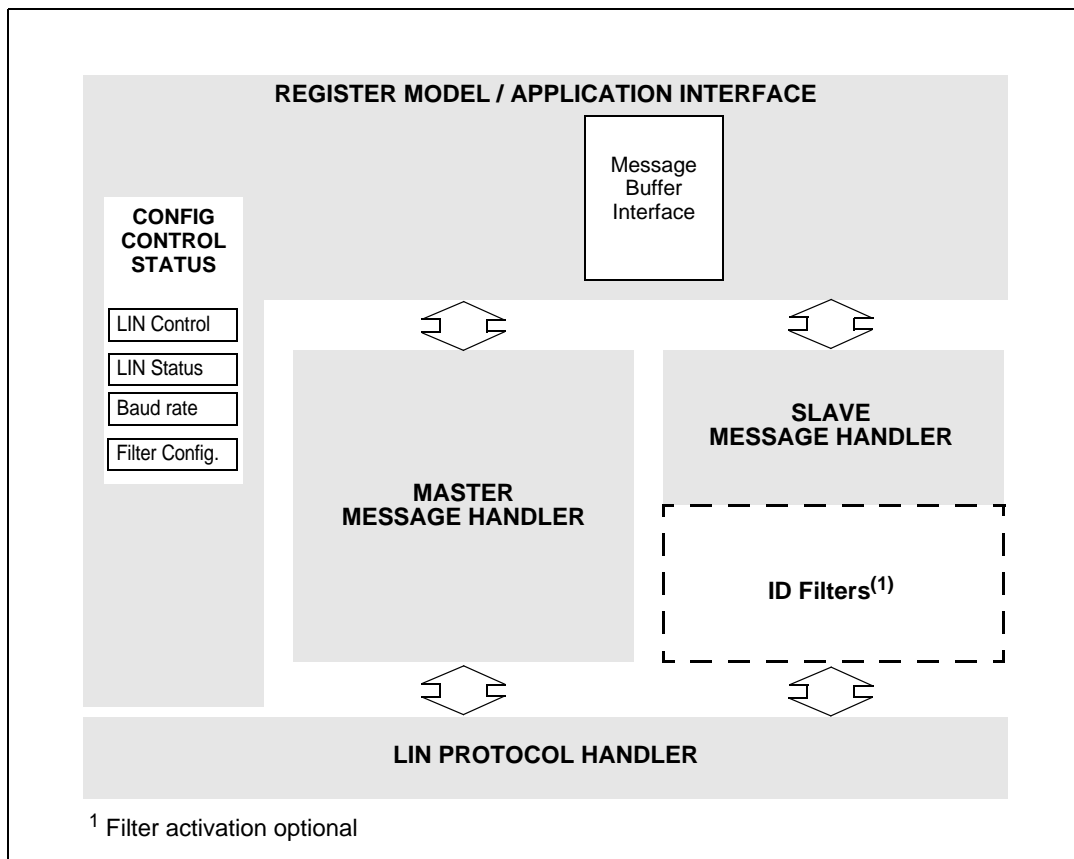 REGISTER MODEL / APPLICATION INTERFACE
Message
Buffer
Interface
CONFIG
CONTROL
STATUS
LIN Control
LIN Status
Baud rate
Filter Config.
MASTER
MESSAGE HANDLER
SLAVE
MESSAGE HANDLER
ID Filters(1)
LIN PROTOCOL HANDLER
1 Filter activation optional